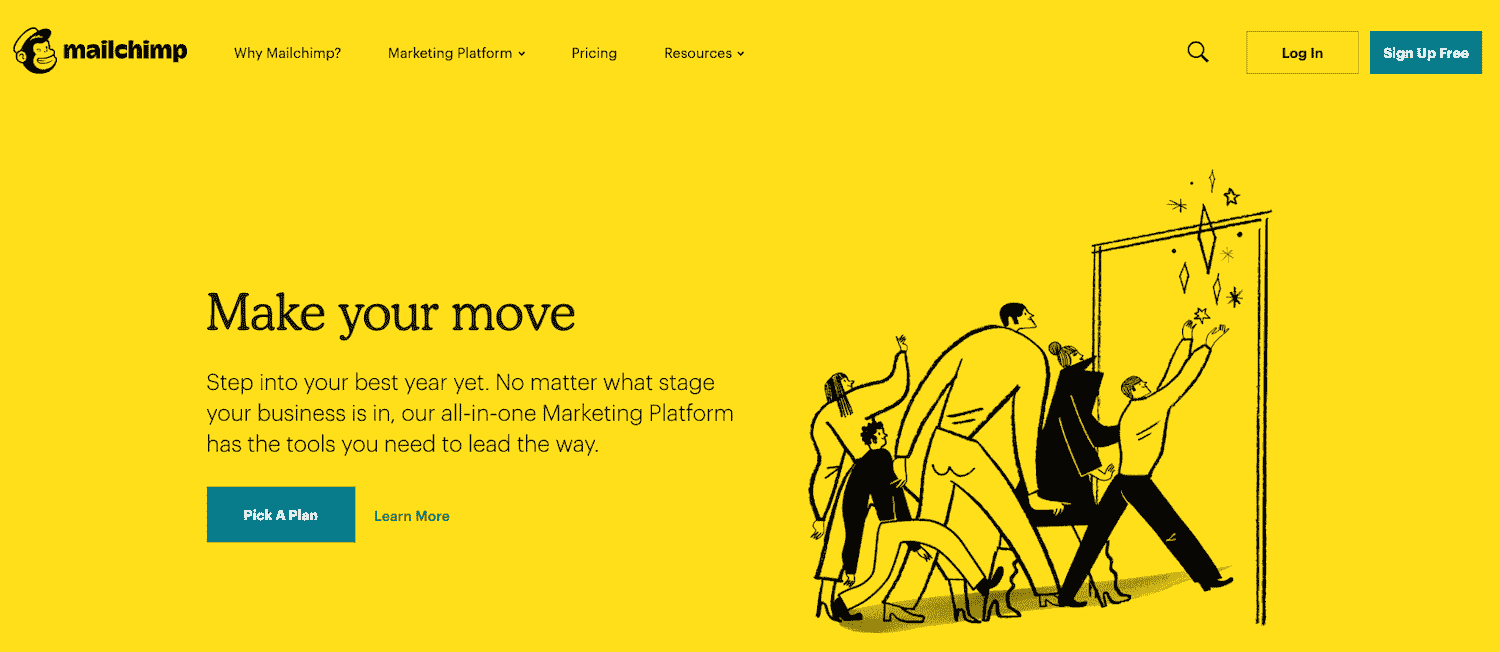 mailchimp
Why Mailchimp?
Marketing Platform
Pricing
Resources
Log In
Sign Up Free
Make your move
Step into your best year yet. No matter what stage
your business is in, our all-in-one Marketing Platform
has the tools you need to lead the way.
Pick A Plan
Learn More